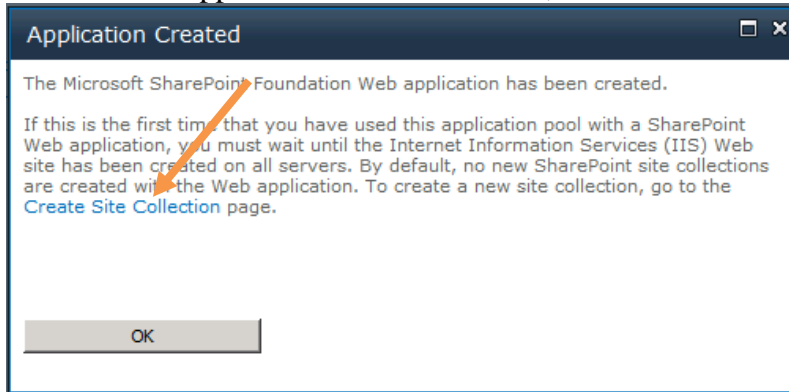 Application Created
The Microsoft SharePoint Foundation Web application has been created.
If this is the first time that you have used this application pool with a SharePoint
Web application, you must wait until the Internet Information Services (IIS) Web
site has been created on all servers. By default, no new SharePoint site collections
are created with the Web application. To create a new site collection, go to the
Create Site Collection page.
OK